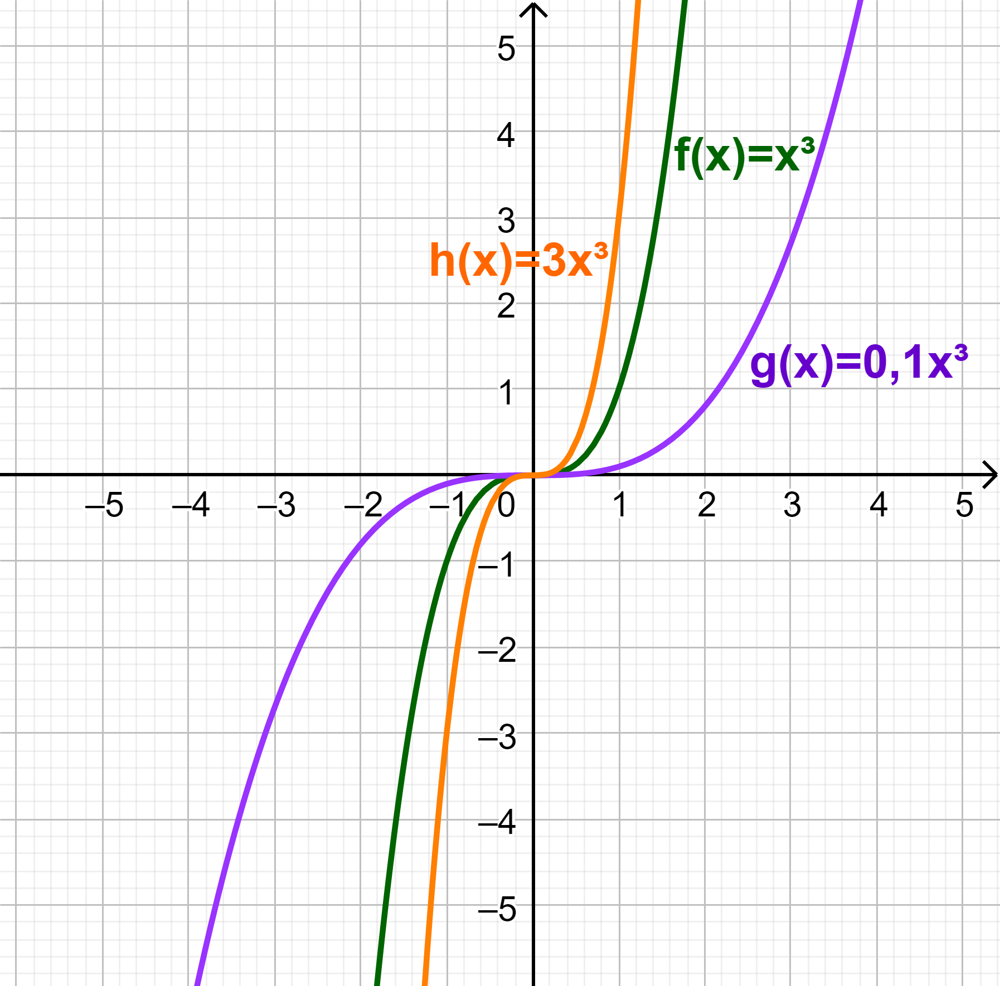 5
4
f(x)=x³
3
h(x)=3x³
2
g(x)=0,1x³
1
–5 –4 –3 –2 –1 0 1 2 3 4 5
–1
–2
–3
–4
–5